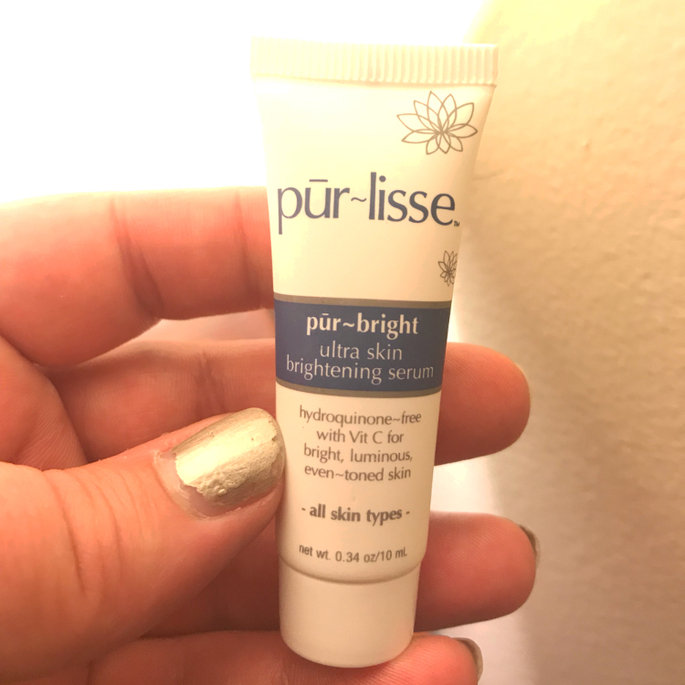 pūr~lisse™
pūr~bright
ultra skin
brightening serum
hydroquinone~free
with Vit C for
bright, luminous,
even~toned skin
- all skin types -
net wt. 0.34 oz/10 ml.